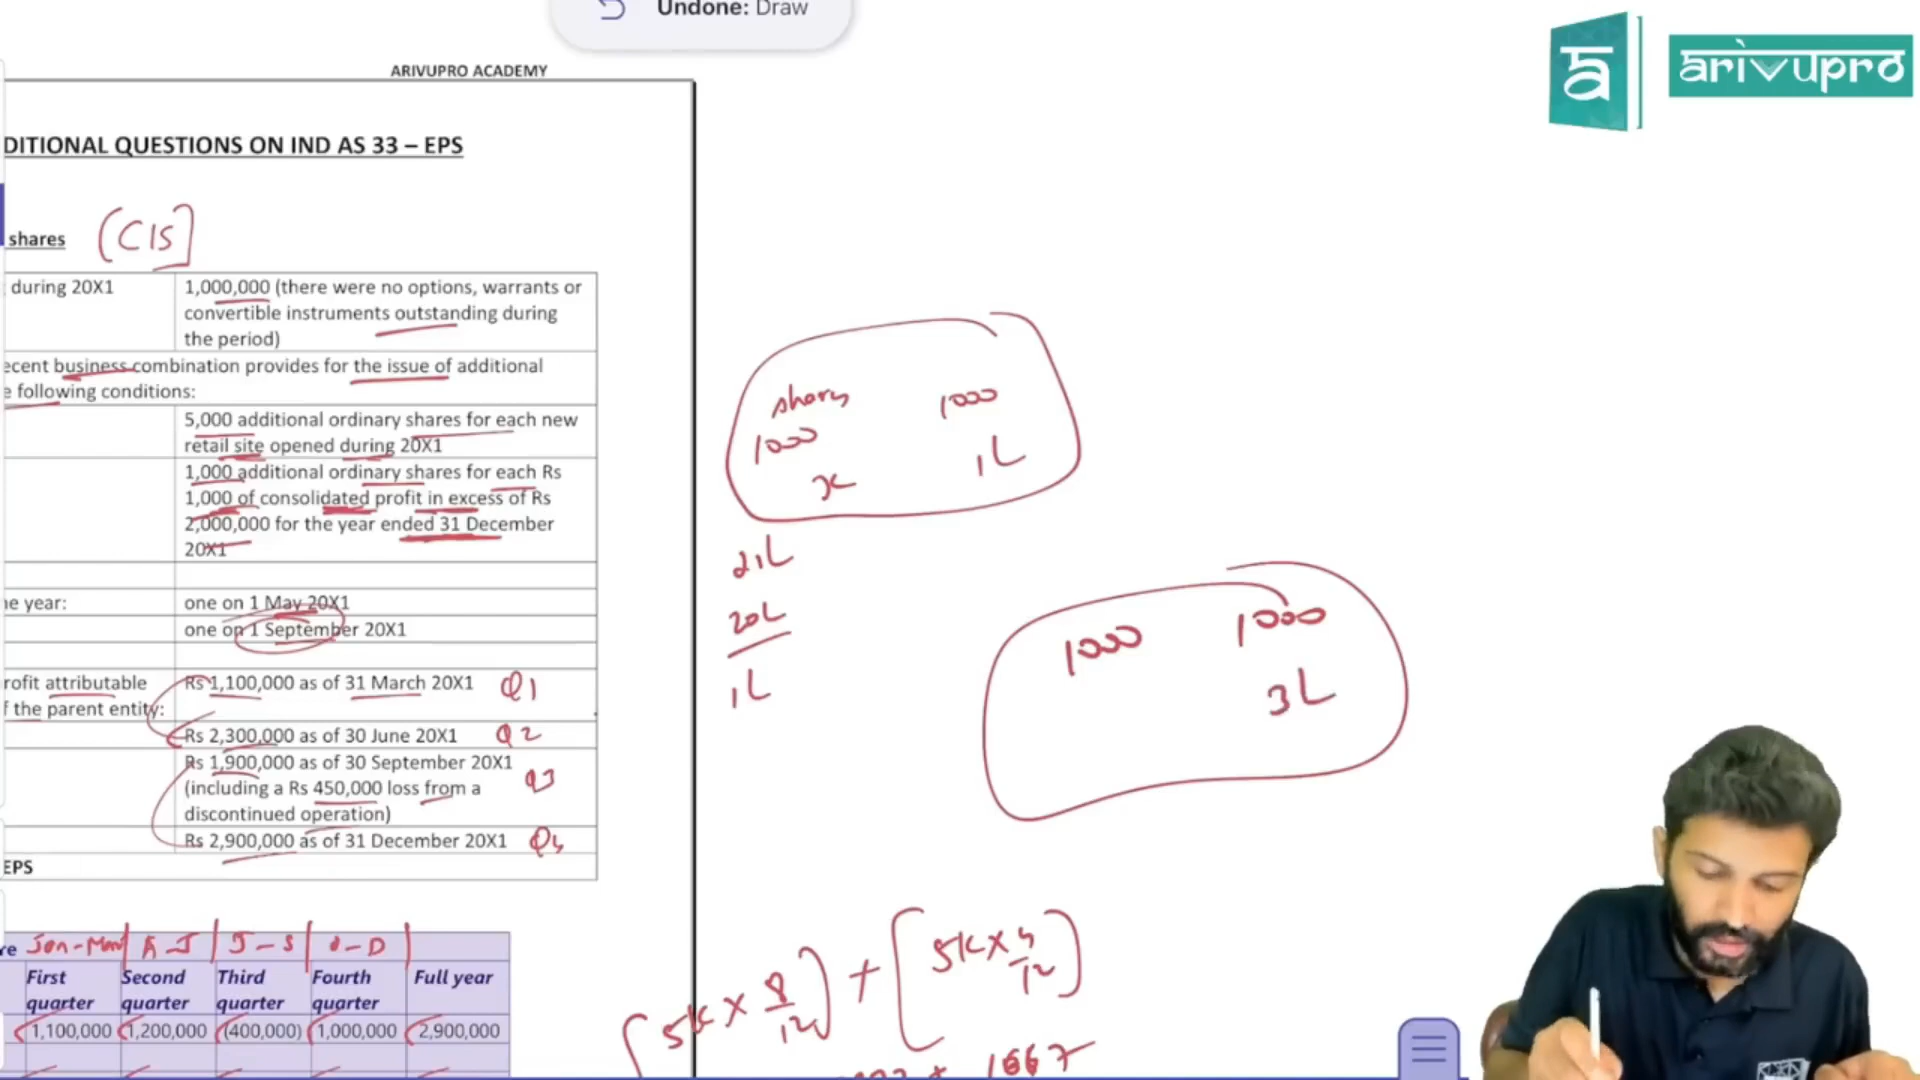 Undone: Draw
ARIVUPRO ACADEMY
ā
arivupro
DITIONAL QUESTIONS ON IND AS 33 – EPS
shares
[CIS]
during 20X1
1,000,000 (there were no options, warrants or
convertible instruments outstanding during
the period)
ecent business combination provides for the issue of additional
e following conditions:
5,000 additional ordinary shares for each new
retail site opened during 20X1
1,000 additional ordinary shares for each Rs
1,000 of consolidated profit in excess of Rs
2,000,000 for the year ended 31 December
20X1
he year:
one on 1 May 20X1
one on 1 September 20X1
rofit attributable
f the parent entity:
Rs 1,100,000 as of 31 March 20X1 Q1
Rs 2,300,000 as of 30 June 20X1 Q2
Rs 1,900,000 as of 30 September 20X1
(including a Rs 450,000 loss from a
discontinued operation)
Q3
Rs 2,900,000 as of 31 December 20X1 Q4
EPS
re Jan-Mar A-J J-S O-D
First quarter Second quarter Third quarter Fourth quarter Full year
1,100,000 1,200,000 (400,000) 1,000,000 2,900,000
shares 1000
1000 1L
x
21L
20L
1L
1000 1000
3L
[5K × 8/12] + [5K × 4/12]
+ 1667